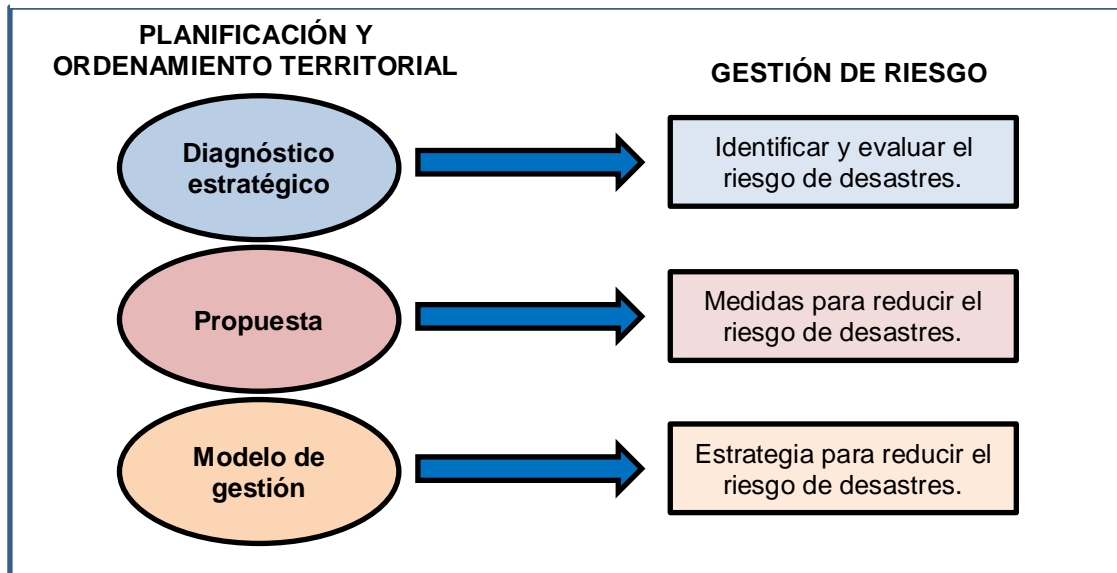 PLANIFICACIÓN Y
ORDENAMIENTO TERRITORIAL
GESTIÓN DE RIESGO
Diagnóstico
estratégico
Identificar y evaluar el
riesgo de desastres.
Propuesta
Medidas para reducir el
riesgo de desastres.
Modelo de
gestión
Estrategia para reducir el
riesgo de desastres.